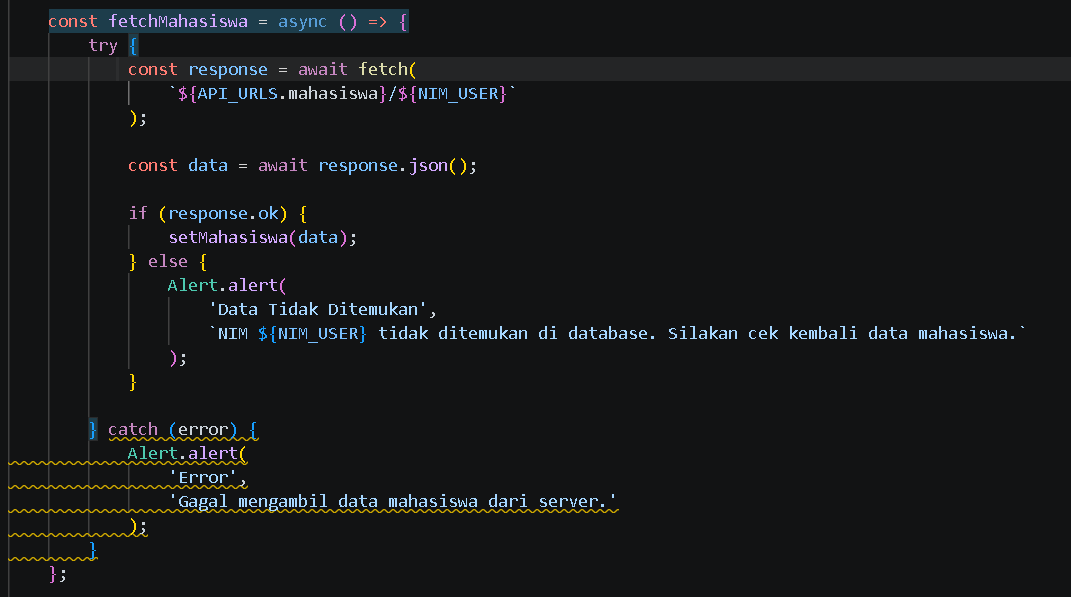 const fetchMahasiswa = async () => {
try {
const response = await fetch(
`${API_URLS.mahasiswa}/${NIM_USER}`
);
const data = await response.json();
if (response.ok) {
setMahasiswa(data);
} else {
Alert.alert(
'Data Tidak Ditemukan',
`NIM ${NIM_USER} tidak ditemukan di database. Silakan cek kembali data mahasiswa.`
);
}
} catch (error) {
Alert.alert(
'Error',
'Gagal mengambil data mahasiswa dari server.'
);
}
};